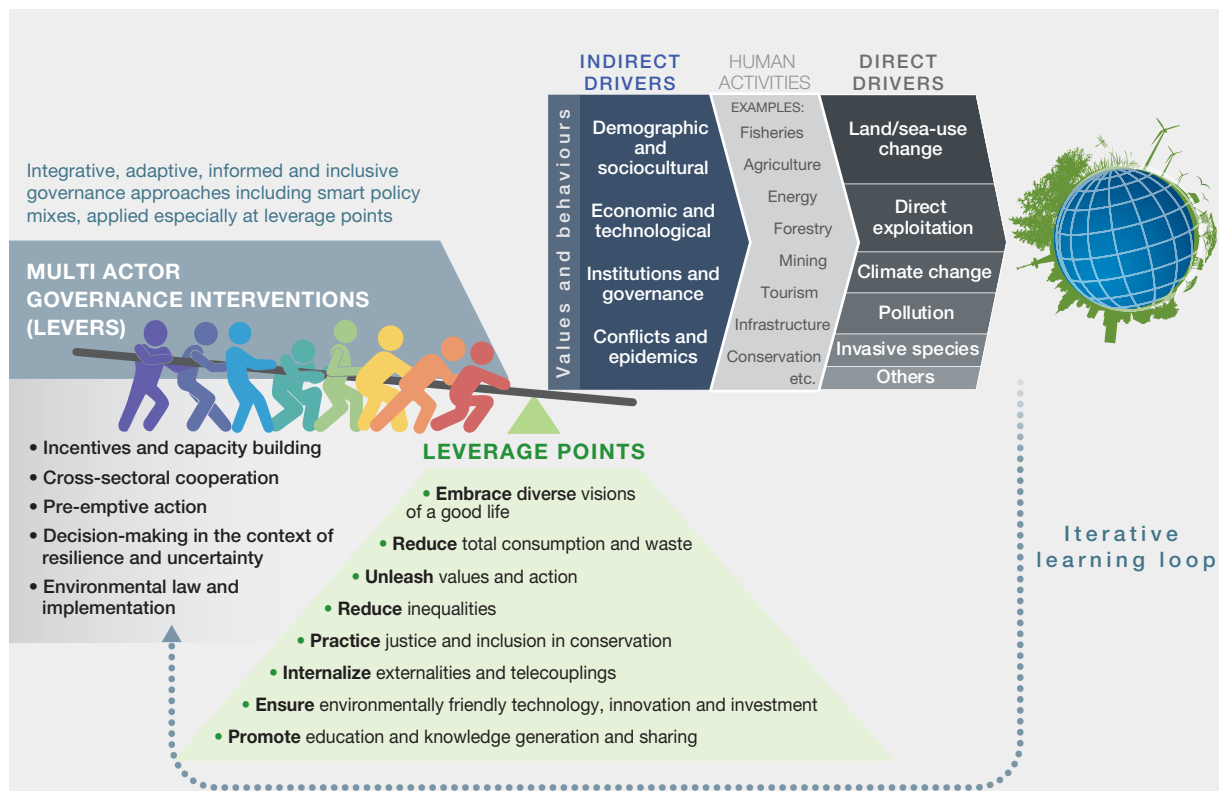 Integrative, adaptive, informed and inclusive
governance approaches including smart policy
mixes, applied especially at leverage points
MULTI ACTOR
GOVERNANCE INTERVENTIONS
(LEVERS)
• Incentives and capacity building
• Cross-sectoral cooperation
• Pre-emptive action
• Decision-making in the context of
resilience and uncertainty
• Environmental law and
implementation
LEVERAGE POINTS
• Embrace diverse visions
of a good life
• Reduce total consumption and waste
• Unleash values and action
• Reduce inequalities
• Practice justice and inclusion in conservation
• Internalize externalities and telecouplings
• Ensure environmentally friendly technology, innovation and investment
• Promote education and knowledge generation and sharing
Values and behaviours
INDIRECT
DRIVERS
Demographic
and
sociocultural
Economic and
technological
Institutions and
governance
Conflicts and
epidemics
HUMAN
ACTIVITIES
EXAMPLES:
Fisheries
Agriculture
Energy
Forestry
Mining
Tourism
Infrastructure
Conservation
etc.
DIRECT
DRIVERS
Land/sea-use
change
Direct
exploitation
Climate change
Pollution
Invasive species
Others
Iterative
learning loop